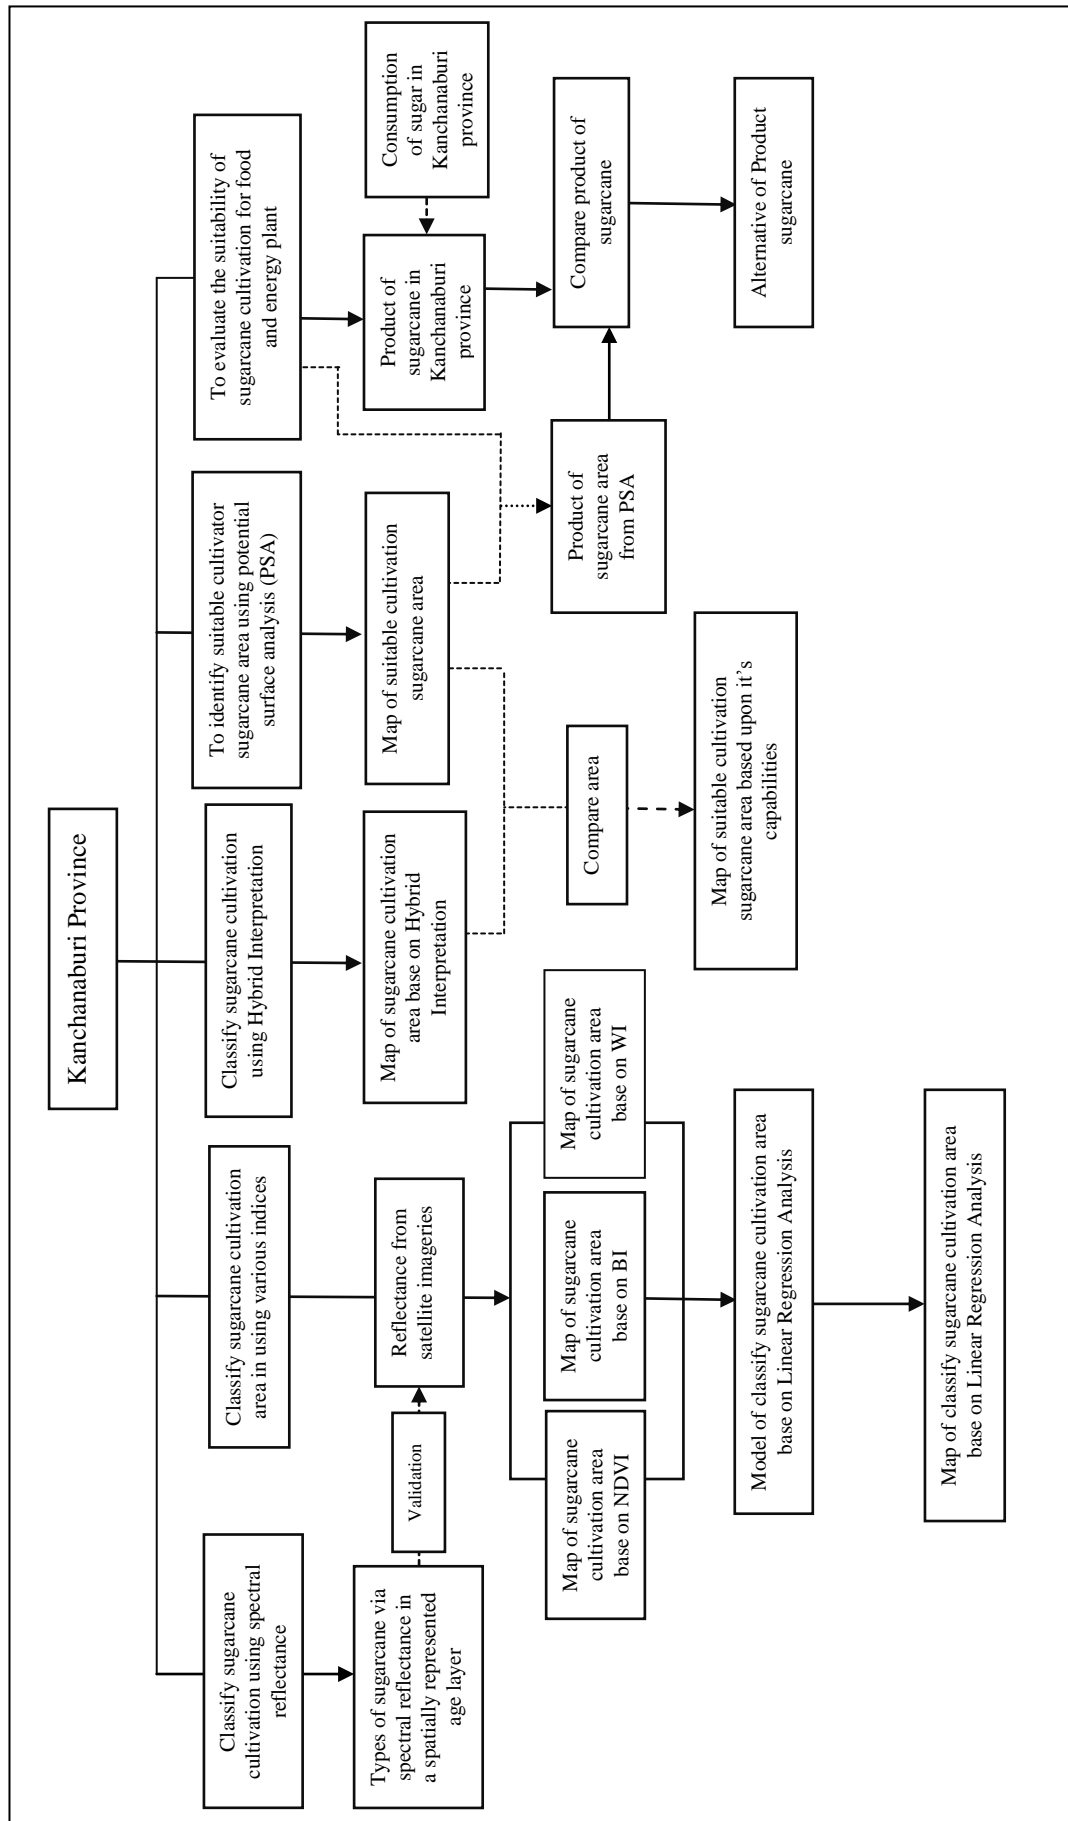 Kanchanaburi Province
Classify sugarcane
cultivation using spectral
reflectance
Classify sugarcane cultivation
area in using various indices
Classify sugarcane cultivation
using Hybrid Interpretation
To identify suitable cultivator
sugarcane area using potential
surface analysis (PSA)
To evaluate the suitability of
sugarcane cultivation for food
and energy plant
Types of sugarcane via
spectral reflectance in
a spatially represented
age layer
Validation
Reflectance from
satellite imageries
Map of sugarcane cultivation
area base on Hybrid
Interpretation
Map of suitable cultivation
sugarcane area
Product of
sugarcane in
Kanchanaburi
province
Consumption
of sugar in
Kanchanaburi
province
Map of sugarcane
cultivation area
base on NDVI
Map of sugarcane
cultivation area
base on BI
Map of sugarcane
cultivation area
base on WI
Compare area
Product of
sugarcane area
from PSA
Compare product of
sugarcane
Model of classify sugarcane cultivation area
base on Linear Regression Analysis
Map of suitable cultivation
sugarcane area based upon it’s
capabilities
Alternative of Product
sugarcane
Map of classify sugarcane cultivation area
base on Linear Regression Analysis